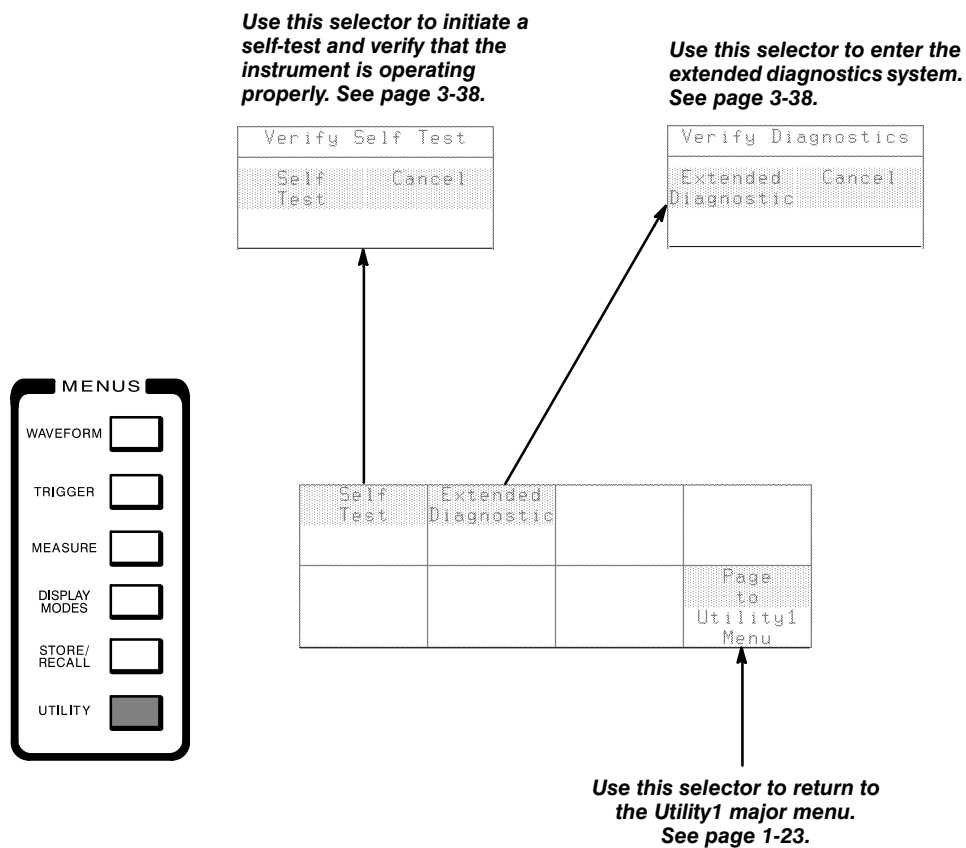 Use this selector to initiate a
self-test and verify that the
instrument is operating
properly. See page 3-38.
Use this selector to enter the
extended diagnostics system.
See page 3-38.
Verify Self Test
Self Cancel
Test
Verify Diagnostics
Extended Cancel
Diagnostic
MENUS
WAVEFORM
TRIGGER
MEASURE
DISPLAY
MODES
STORE/
RECALL
UTILITY
Self
Test
Extended
Diagnostic
Page
to
Utility1
Menu
Use this selector to return to
the Utility1 major menu.
See page 1-23.